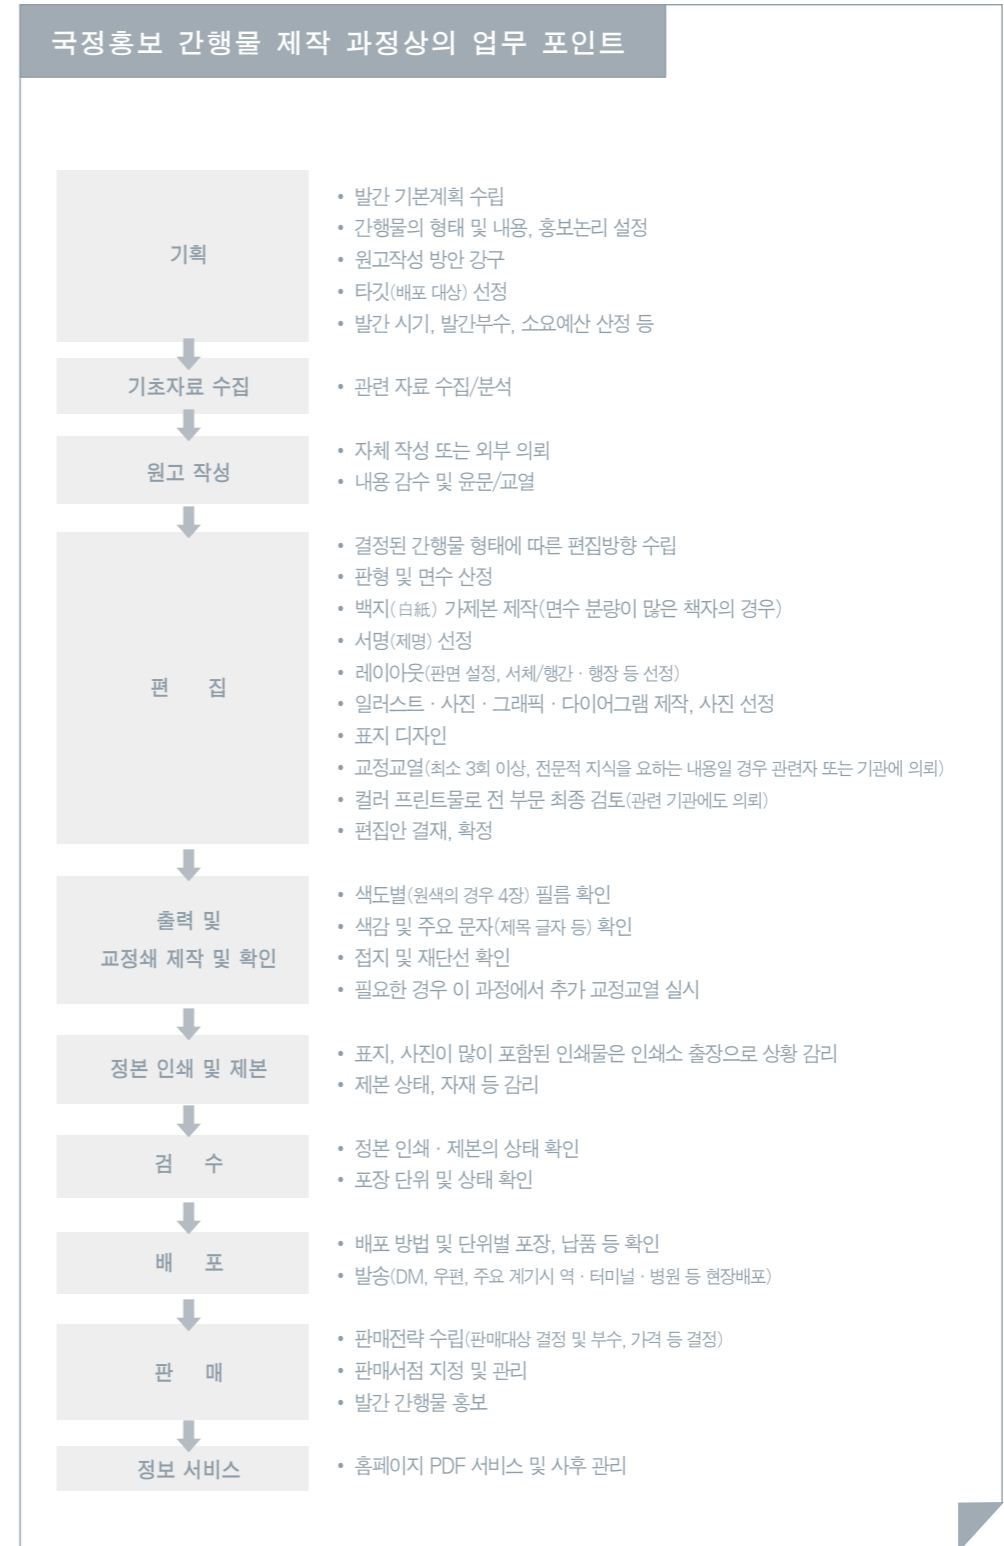 국정홍보 간행물 제작 과정상의 업무 포인트
기획
• 발간 기본계획 수립
• 간행물의 형태 및 내용, 홍보논리 설정
• 원고작성 방안 강구
• 타깃(배포 대상) 선정
• 발간 시기, 발간부수, 소요예산 산정 등
기초자료 수집
• 관련 자료 수집/분석
원고 작성
• 자체 작성 또는 외부 의뢰
• 내용 감수 및 윤문/교열
편 집
• 결정된 간행물 형태에 따른 편집방향 수립
• 판형 및 면수 산정
• 백지(白紙) 가제본 제작(면수 분량이 많은 책자의 경우)
• 서명(제명) 선정
• 레이아웃(판면 설정, 서체/행간 · 행장 등 선정)
• 일러스트 · 사진 · 그래픽 · 다이어그램 제작, 사진 선정
• 표지 디자인
• 교정교열(최소 3회 이상, 전문적 지식을 요하는 내용일 경우 관련자 또는 기관에 의뢰)
• 컬러 프린트물로 전 부문 최종 검토(관련 기관에도 의뢰)
• 편집안 결재, 확정
출력 및
교정쇄 제작 및 확인
• 색도별(원색의 경우 4장) 필름 확인
• 색감 및 주요 문자(제목 글자 등) 확인
• 접지 및 재단선 확인
• 필요한 경우 이 과정에서 추가 교정교열 실시
정본 인쇄 및 제본
• 표지, 사진이 많이 포함된 인쇄물은 인쇄소 출장으로 상황 감리
• 제본 상태, 자재 등 감리
검 수
• 정본 인쇄 · 제본의 상태 확인
• 포장 단위 및 상태 확인
배 포
• 배포 방법 및 단위별 포장, 납품 등 확인
• 발송(DM, 우편, 주요 계기시 역 · 터미널 · 병원 등 현장배포)
판 매
• 판매전략 수립(판매대상 결정 및 부수, 가격 등 결정)
• 판매서점 지정 및 관리
• 발간 간행물 홍보
정보 서비스
• 홈페이지 PDF 서비스 및 사후 관리